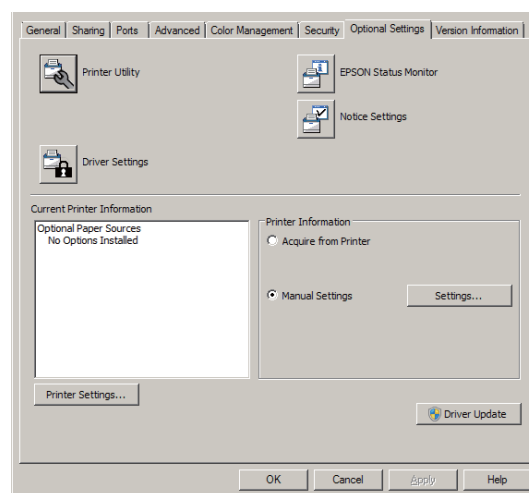 General Sharing Ports Advanced Color Management Security Optional Settings Version Information
Printer Utility
EPSON Status Monitor
Notice Settings
Driver Settings
Current Printer Information
Optional Paper Sources
No Options Installed
Printer Information
Acquire from Printer
Manual Settings
Settings...
Printer Settings...
Driver Update
OK Cancel Apply Help